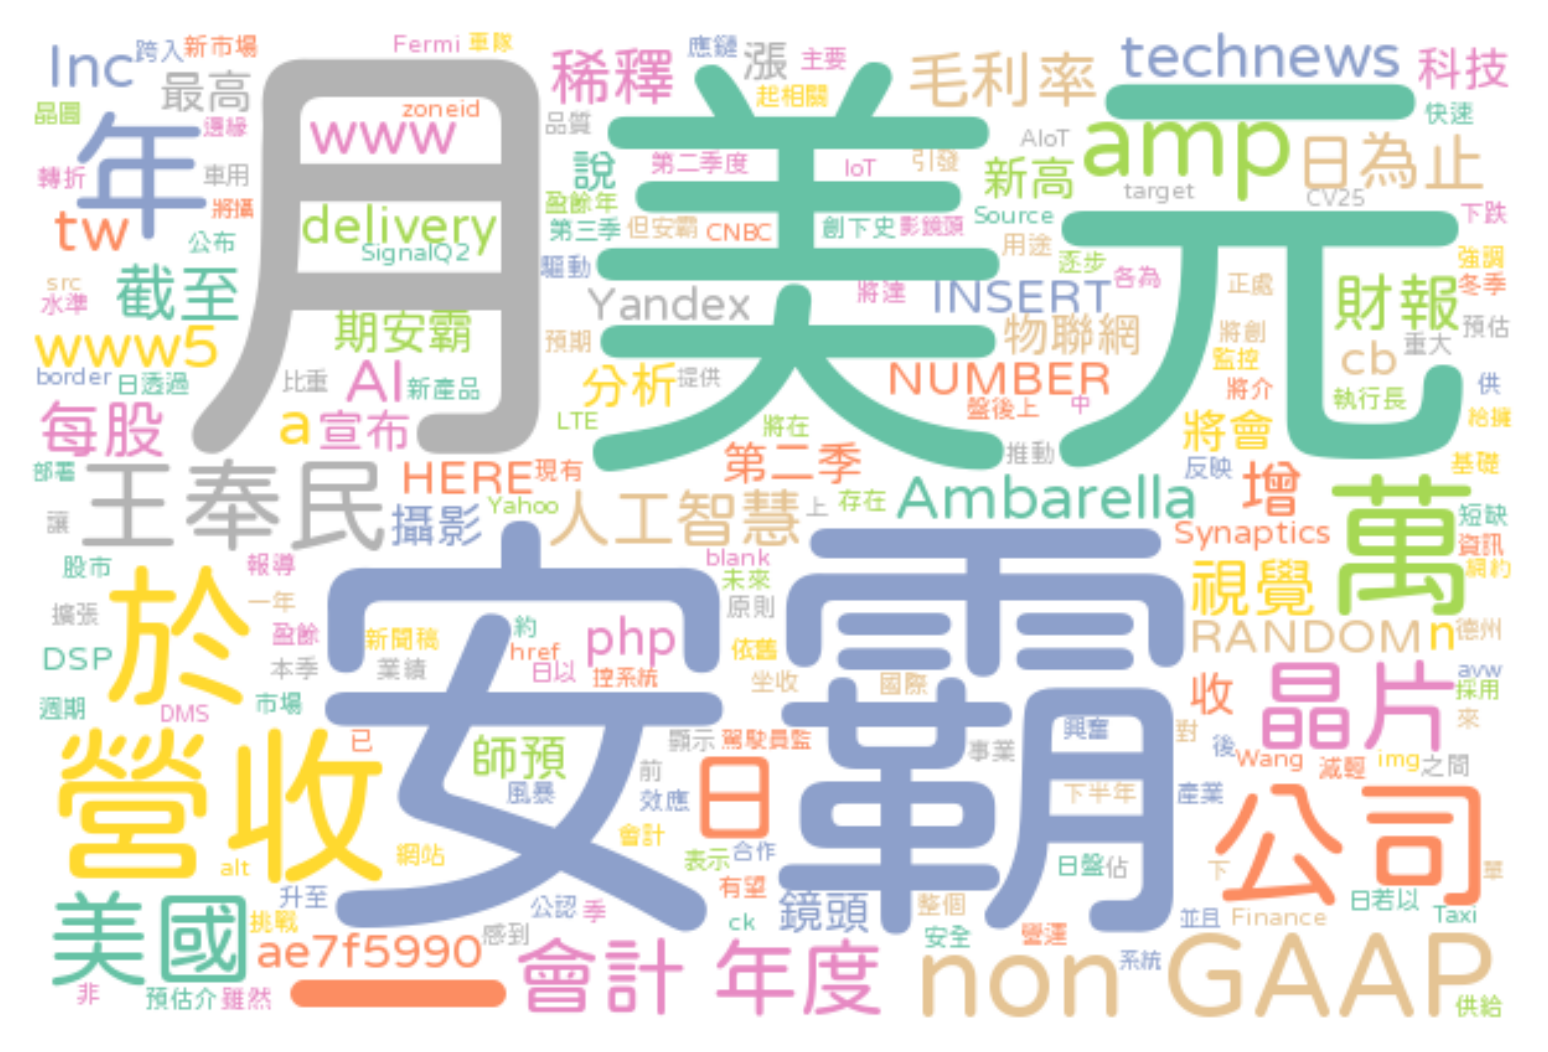 Inc 跨入 新市場 Fermi 車隊 稀釋 應鏈 漲 主要 毛利率 technews 科技
最高 zoneid 起相關 快速
晶圓 年 邊緣 www 月 品質 美 元 AIoT amp 日為止
轉折 車用 說 第二季度 IoT 引發 新高 target CV25
將攝 delivery 盈餘年 Source 下跌
tw 公布 SignalQ2 第三季 但安霸 CNBC 創下史 影鏡頭 用途 逐步 強調
src 截至 驅動 將達 INSERT 各為 正處 財報 冬季
水準 Yandex 物聯網 將創 預估
www5 期安霸 預期 監控 cb 重大
border 日透過 比重 AI 新產品 分析 提供 NUMBER 將介 執行長 供
每股 a 宣布 LTE 將在 盤後上 中 將會 給擁
部署 王奉民 HERE 現有 第二季 推動 反映 增 基礎
讓 攝影 Yahoo 人工智慧 上 存在 Ambarella 萬 短缺
股市 報導 安霸 blank Synaptics 資訊
擴張 於 一年 未來 視覺 網約
盈餘 新聞稿 約 php 原則 RANDOM n 德州
DSP 本季 業績 href 日以 控系統 依舊 收 晶片 avw
週期 DMS 市場 坐收 國際 採用
已 師預 顯示 駕駛員監 事業 興奮 對 後 來
營收 風暴 前 日 下半年 Wang 減輕 img 之間
效應 產業 公司
alt 網站 會計 表示 合作 日盤 佔 下 單
美國 升至 公認 季 有望 鏡頭 整個 並且 Finance 日若以 Taxi
挑戰 感到 ck 安全 營運
ae7f5990 會計 年度 non 系統 GAAP
非 預估介 雖然 一 供給